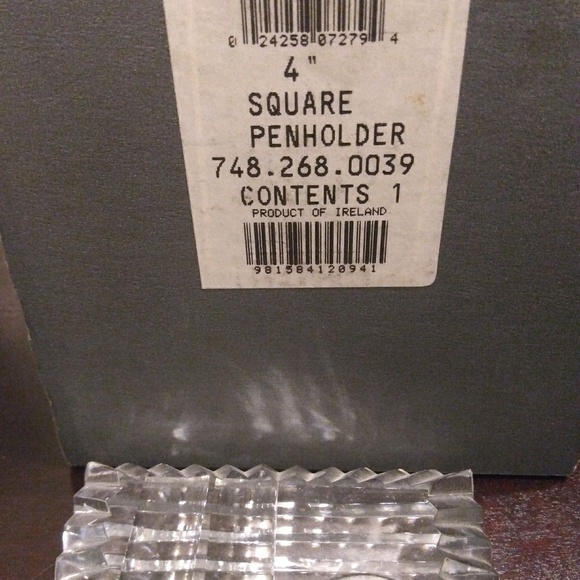 0 24258 07279 4
4"
SQUARE
PENHOLDER
748.268.0039
CONTENTS 1
PRODUCT OF IRELAND
981584120941